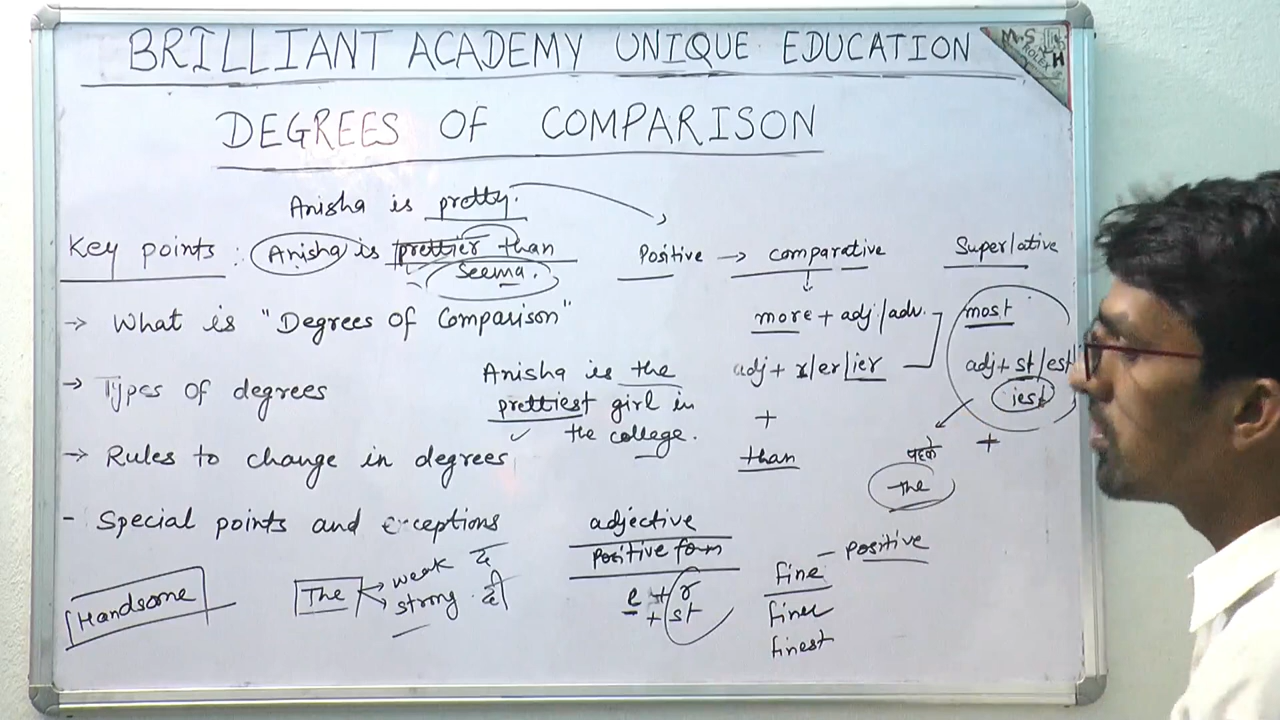 BRILLIANT ACADEMY UNIQUE EDUCATION
M.S
DEGREES OF COMPARISON
Anisha is pretty.
Key points : Anisha is prettier than
Seema.
Positive → comparative
Superlative
→ What is "Degrees of Comparison"
more + adj/adv.
most
→ Types of degrees
Anisha is the
prettiest girl in
the college.
adj + r/er/ier
+
than
adj + st/est
iest
+
पहले
The
→ Rules to change in degrees
- Special points and exceptions
Handsome
The
weak द
strong दी
adjective
Positive form
e + r
+ st
fine - positive
finer
finest